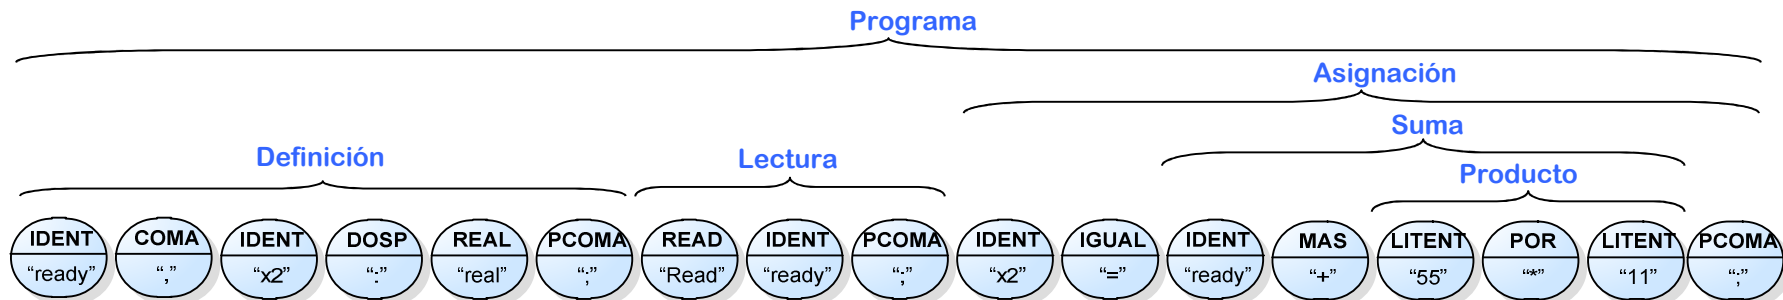 Programa
Asignación
Suma
Definición Lectura Producto
IDENT COMA IDENT DOSP REAL PCOMA READ IDENT PCOMA IDENT IGUAL IDENT MAS LITENT POR LITENT PCOMA
“ready” “,” “x2” “:” “real” “;” “Read” “ready” “;” “x2” “=” “ready” “+” “55” “*” “11” “;”